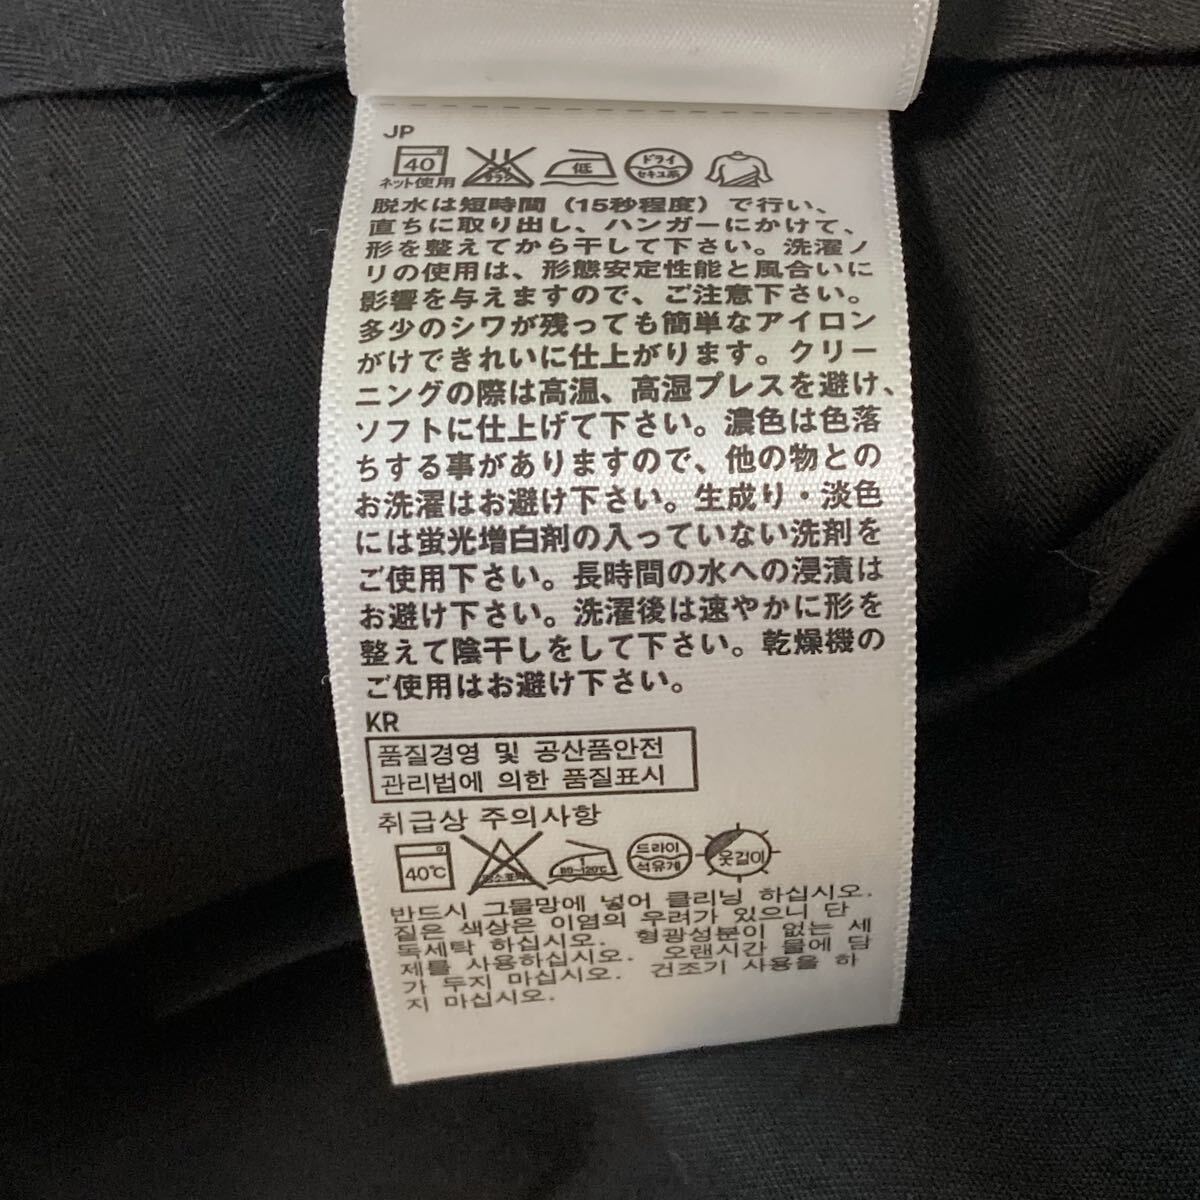 JP
40
低
ドライ
セキユ系
ネット使用
脱水は短時間（15秒程度）で行い、
直ちに取り出し、ハンガーにかけて、
形を整えてから干して下さい。洗濯ノ
リの使用は、形態安定性能と風合いに
影響を与えますので、ご注意下さい。
多少のシワが残っても簡単なアイロン
がけできれいに仕上がります。クリー
ニングの際は高温、高湿プレスを避け、
ソフトに仕上げて下さい。濃色は色落
ちする事がありますので、他の物との
お洗濯はお避け下さい。生成り・淡色
には蛍光増白剤の入っていない洗剤を
ご使用下さい。長時間の水への浸漬は
お避け下さい。洗濯後は速やかに形を
整えて陰干しをして下さい。乾燥機の
ご使用はお避け下さい。
KR
품질경영 및 공산품안전
관리법에 의한 품질표시
취급상 주의사항
40℃
80~120℃
드라이
석유계
옷걸이
반드시 그물망에 넣어 클리닝 하십시오.
짙은 색상은 이염의 우려가 있으니 단
독세탁 하십시오. 형광성분이 없는 세
제를 사용하십시오. 오랜시간 물에 담
가 두지 마십시오. 건조기 사용을 하
지 마십시오.